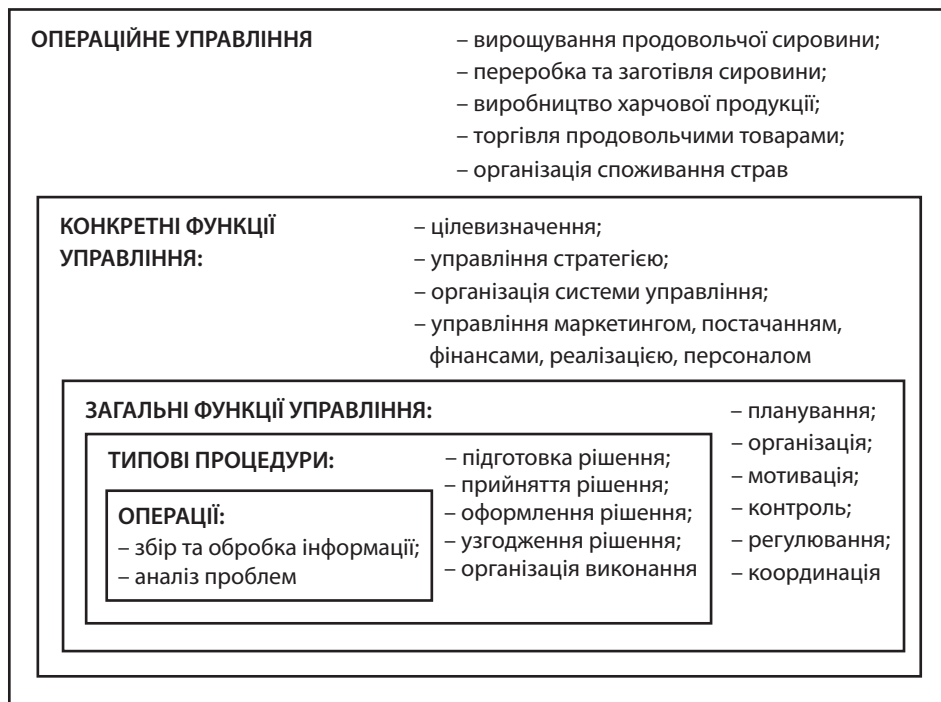 ОПЕРАЦІЙНЕ УПРАВЛІННЯ
– вирощування продовольчої сировини;
– переробка та заготівля сировини;
– виробництво харчової продукції;
– торгівля продовольчими товарами;
– організація споживання страв
КОНКРЕТНІ ФУНКЦІЇ
УПРАВЛІННЯ:
– цілевизначення;
– управління стратегією;
– організація системи управління;
– управління маркетингом, постачанням,
фінансами, реалізацією, персоналом
ЗАГАЛЬНІ ФУНКЦІЇ УПРАВЛІННЯ:
– планування;
– організація;
– мотивація;
– контроль;
– регулювання;
– координація
ТИПОВІ ПРОЦЕДУРИ:
– підготовка рішення;
– прийняття рішення;
– оформлення рішення;
– узгодження рішення;
– організація виконання
ОПЕРАЦІЇ:
– збір та обробка інформації;
– аналіз проблем